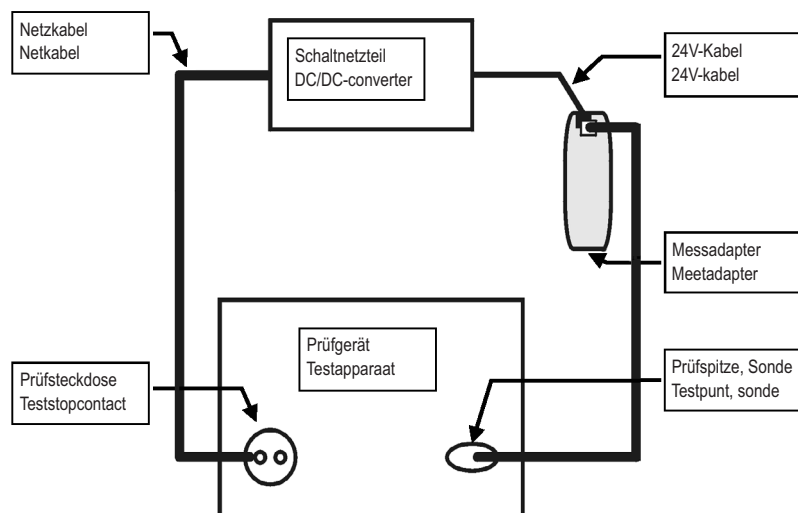 Netzkabel
Netkabel
Schaltnetzteil
DC/DC-converter
24V-Kabel
24V-kabel
Messadapter
Meetadapter
Prüfgerät
Testapparaat
Prüfsteckdose
Teststopcontact
Prüfspitze, Sonde
Testpunt, sonde